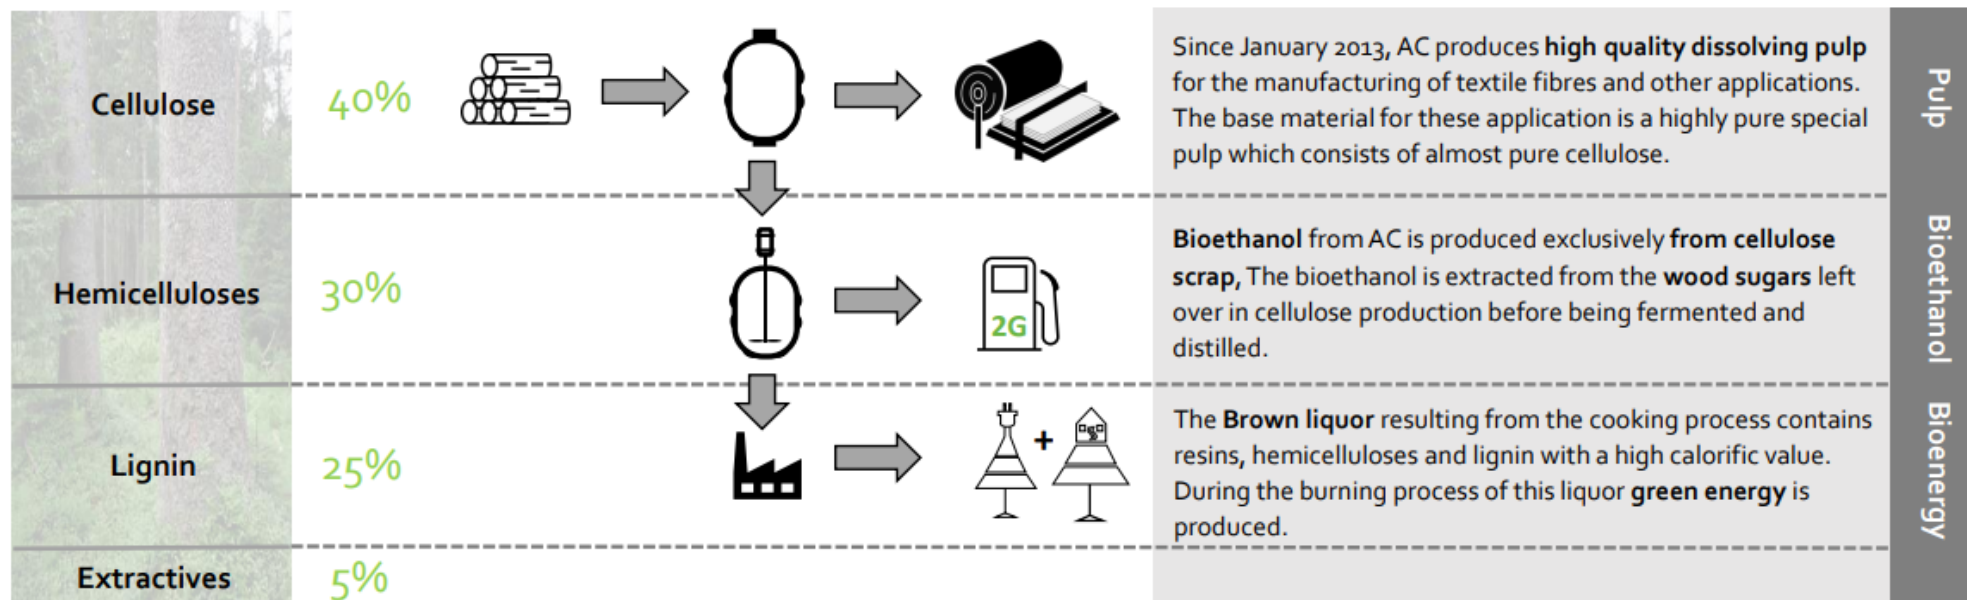 Cellulose
40%
Since January 2013, AC produces high quality dissolving pulp
for the manufacturing of textile fibres and other applications.
The base material for these application is a highly pure special
pulp which consists of almost pure cellulose.
Pulp
Hemicelluloses
30%
2G
Bioethanol from AC is produced exclusively from cellulose
scrap, The bioethanol is extracted from the wood sugars left
over in cellulose production before being fermented and
distilled.
Bioethanol
Lignin
25%
+
The Brown liquor resulting from the cooking process contains
resins, hemicelluloses and lignin with a high calorific value.
During the burning process of this liquor green energy is
produced.
Bioenergy
Extractives
5%